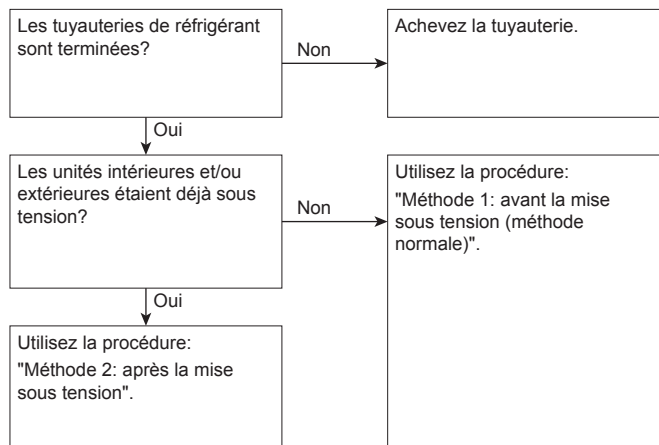 Les tuyauteries de réfrigérant
sont terminées?
Non
Achevez la tuyauterie.
Oui
Les unités intérieures et/ou
extérieures étaient déjà sous
tension?
Non
Utilisez la procédure:
"Méthode 1: avant la mise
sous tension (méthode
normale)".
Oui
Utilisez la procédure:
"Méthode 2: après la mise
sous tension".